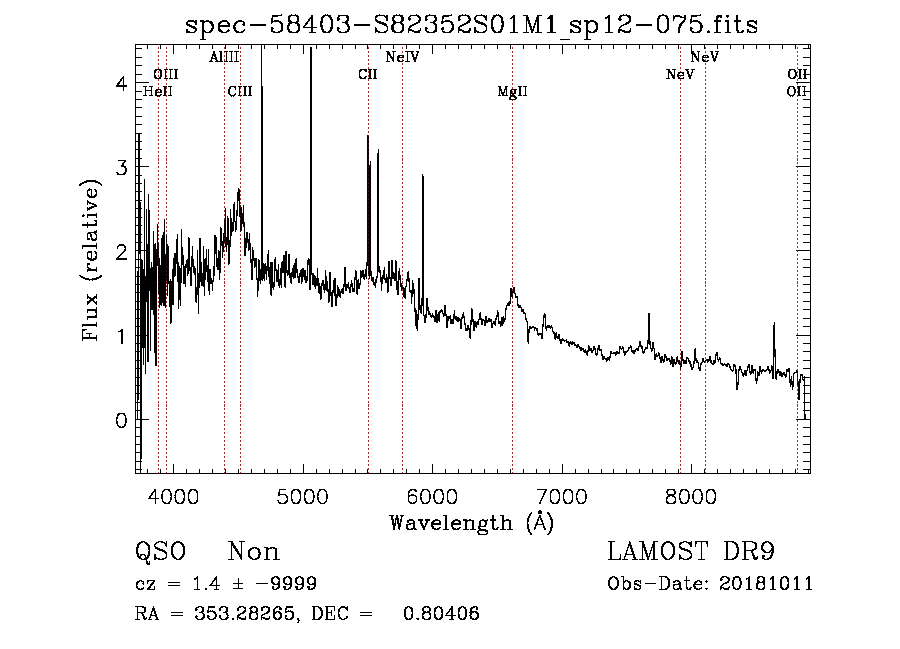 spec-58403-S82352S01M1_sp12-075.fits
AlIII NeIV NeV
OIII CII NeV OII
HeII CIII MgII OII
4
3
2
1
0
Flux (relative)
4000 5000 6000 7000 8000
Wavelength (Å)
QSO Non LAMOST DR9
cz = 1.4 ± -9999 Obs-Date: 20181011
RA = 353.28265, DEC = 0.80406